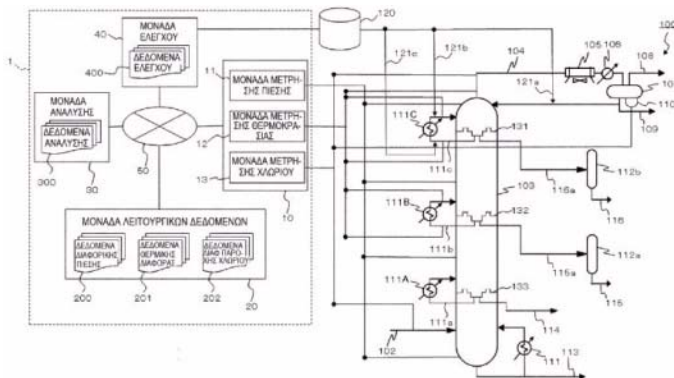 100
1
40
ΜΟΝΑΔΑ
ΕΛΕΓΧΟΥ
ΔΕΔΟΜΕΝΑ
ΕΛΕΓΧΟΥ
400
120
121c
121b
121a
104
105
106
108
110
109
11
ΜΟΝΑΔΑ ΜΕΤΡΗ-
ΣΗΣ ΠΙΕΣΗΣ
ΜΟΝΑΔΑ ΜΕΤΡΗ-
ΣΗΣ ΘΕΡΜΟΚΡΑ-
ΣΙΑΣ
12
ΜΟΝΑΔΑ ΜΕΤΡΗ-
ΣΗΣ ΧΛΩΡΙΟΥ
13
10
ΜΟΝΑΔΑ
ΑΝΑΛΥΣΗΣ
ΔΕΔΟΜΕΝΑ
ΑΝΑΛΥΣΗΣ
300
30
50
ΜΟΝΑΔΑ ΛΕΙΤΟΥΡΓΙΚΩΝ ΔΕΔΟΜΕΝΩΝ
ΔΕΔΟΜΕΝΑ
ΔΙΑΦΟΡΙΚΗΣ
ΠΙΕΣΗΣ
200
ΔΕΔΟΜΕΝΑ
ΘΕΡΜΙΚΗΣ
ΔΙΑΦΟΡΑΣ
201
ΔΕΔΟΜΕΝΑ
202
20
111C
131
111c
103
116a
112b
116
111B
132
111b
115a
112a
115
111A
133
111a
114
102
111
113